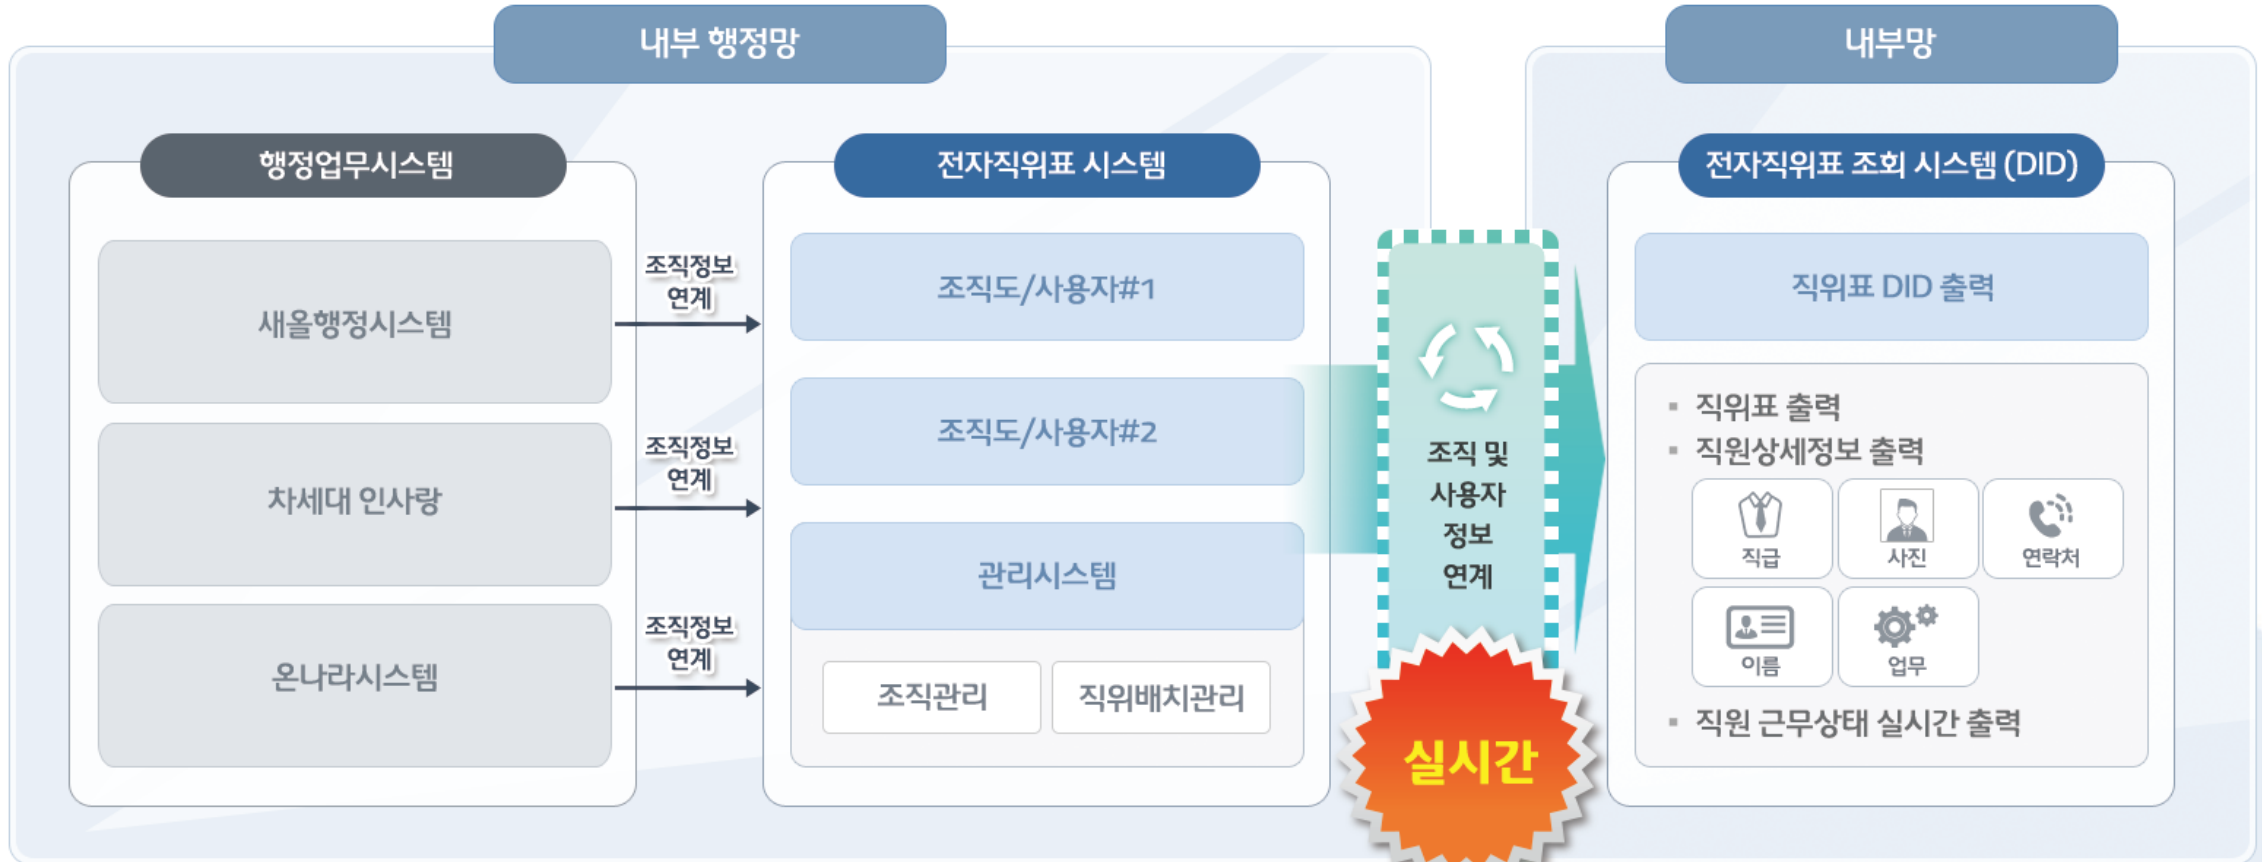 내부 행정망
내부망
행정업무시스템
새올행정시스템
차세대 인사랑
온나라시스템
조직정보
연계
조직정보
연계
조직정보
연계
전자직위표 시스템
조직도/사용자#1
조직도/사용자#2
관리시스템
조직관리
직위배치관리
조직 및
사용자
정보
연계
실시간
전자직위표 조회 시스템 (DID)
직위표 DID 출력
▪ 직위표 출력
▪ 직원상세정보 출력
직급
사진
연락처
이름
업무
▪ 직원 근무상태 실시간 출력